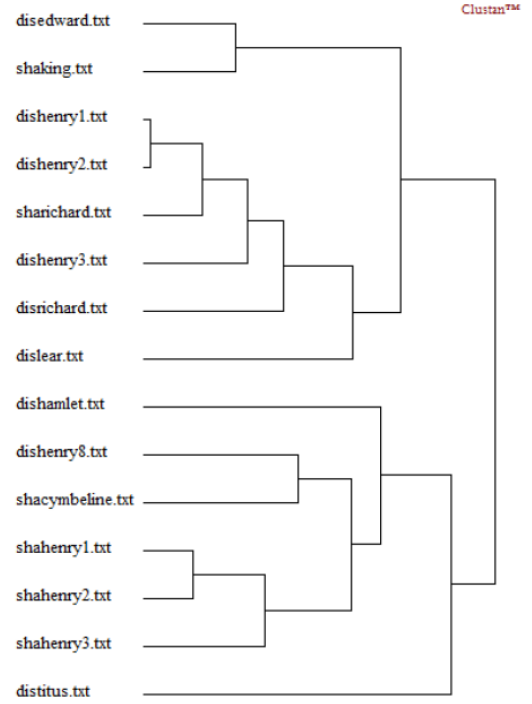 Clustan™
disedward.txt
shaking.txt
dishenry1.txt
dishenry2.txt
sharichard.txt
dishenry3.txt
disrichard.txt
dislear.txt
dishamlet.txt
dishenry8.txt
shacymbeline.txt
shahenry1.txt
shahenry2.txt
shahenry3.txt
distitus.txt